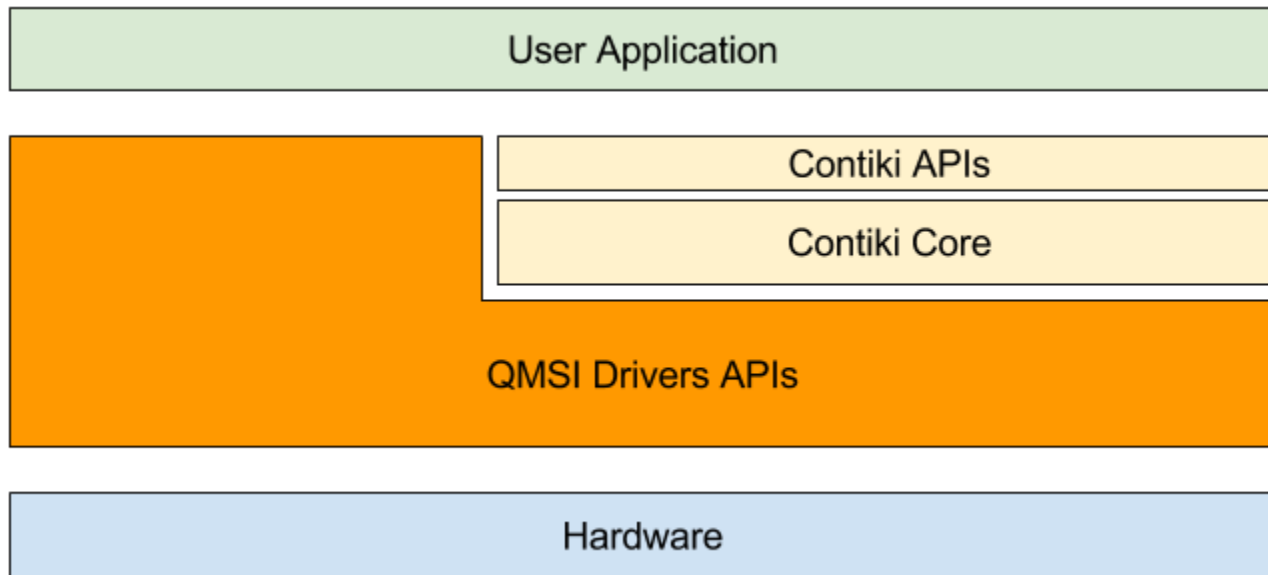 User Application
Contiki APIs
Contiki Core
QMSI Drivers APIs
Hardware